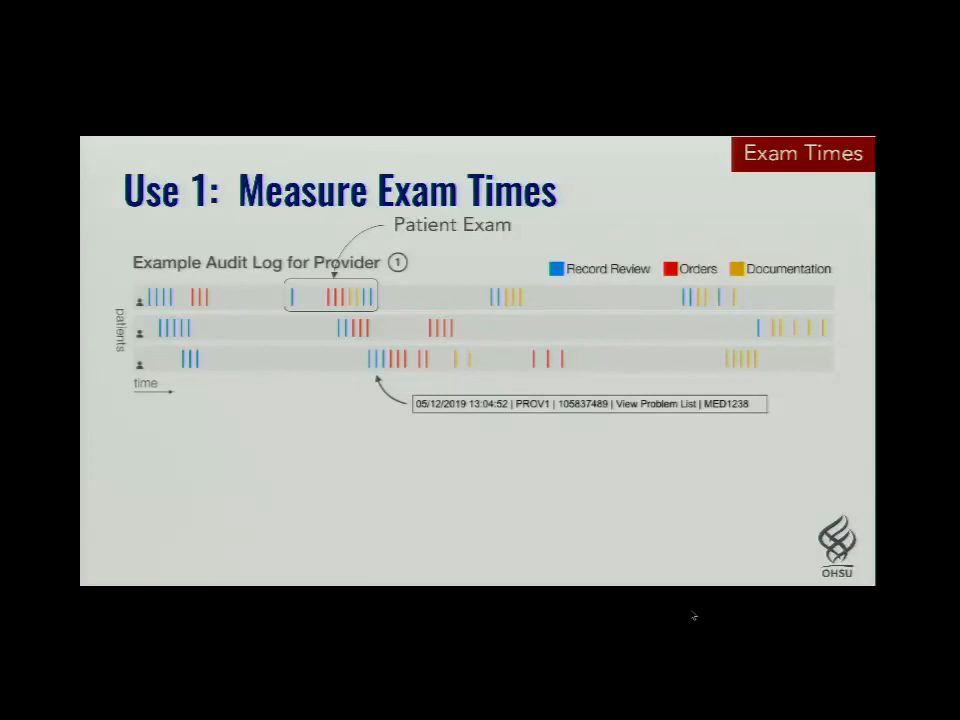 Exam Times
Use 1: Measure Exam Times
Patient Exam
Example Audit Log for Provider 1
Record Review Orders Documentation
patients
time
05/12/2019 13:04:52 | PROV1 | 105837489 | View Problem List | MED1238
OHSU